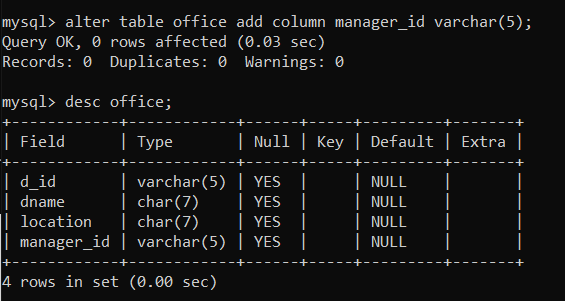 mysql> alter table office add column manager_id varchar(5);
Query OK, 0 rows affected (0.03 sec)
Records: 0  Duplicates: 0  Warnings: 0

mysql> desc office;
+------------+------------+------+-----+---------+-------+
| Field      | Type       | Null | Key | Default | Extra |
+------------+------------+------+-----+---------+-------+
| d_id       | varchar(5) | YES  |     | NULL    |       |
| dname      | char(7)    | YES  |     | NULL    |       |
| location   | char(7)    | YES  |     | NULL    |       |
| manager_id | varchar(5) | YES  |     | NULL    |       |
+------------+------------+------+-----+---------+-------+
4 rows in set (0.00 sec)